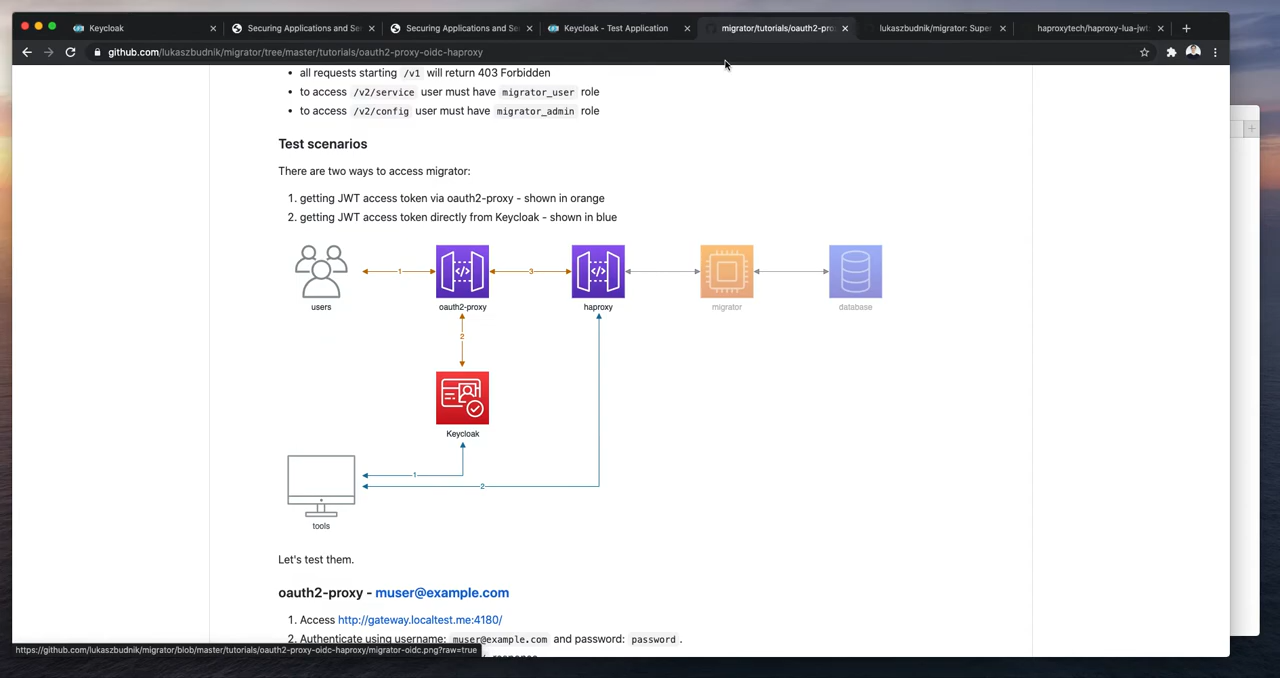 Keycloak
Securing Applications and Se
Securing Applications and Se
Keycloak - Test Application
migrator/tutorials/oauth2-pro
lukaszbudnik/migrator: Super
haproxytech/haproxy-lua-jwt
github.com/lukaszbudnik/migrator/tree/master/tutorials/oauth2-proxy-oidc-haproxy
• all requests starting /v1 will return 403 Forbidden
• to access /v2/service user must have migrator_user role
• to access /v2/config user must have migrator_admin role
Test scenarios
There are two ways to access migrator:
1. getting JWT access token via oauth2-proxy - shown in orange
2. getting JWT access token directly from Keycloak - shown in blue
1
3
users
oauth2-proxy
haproxy
migrator
database
2
Keycloak
1
2
tools
Let's test them.
oauth2-proxy - muser@example.com
1. Access http://gateway.localtest.me:4180/
2. Authenticate using username: muser@example.com and password: password .
https://github.com/lukaszbudnik/migrator/blob/master/tutorials/oauth2-proxy-oidc-haproxy/migrator-oidc.png?raw=true